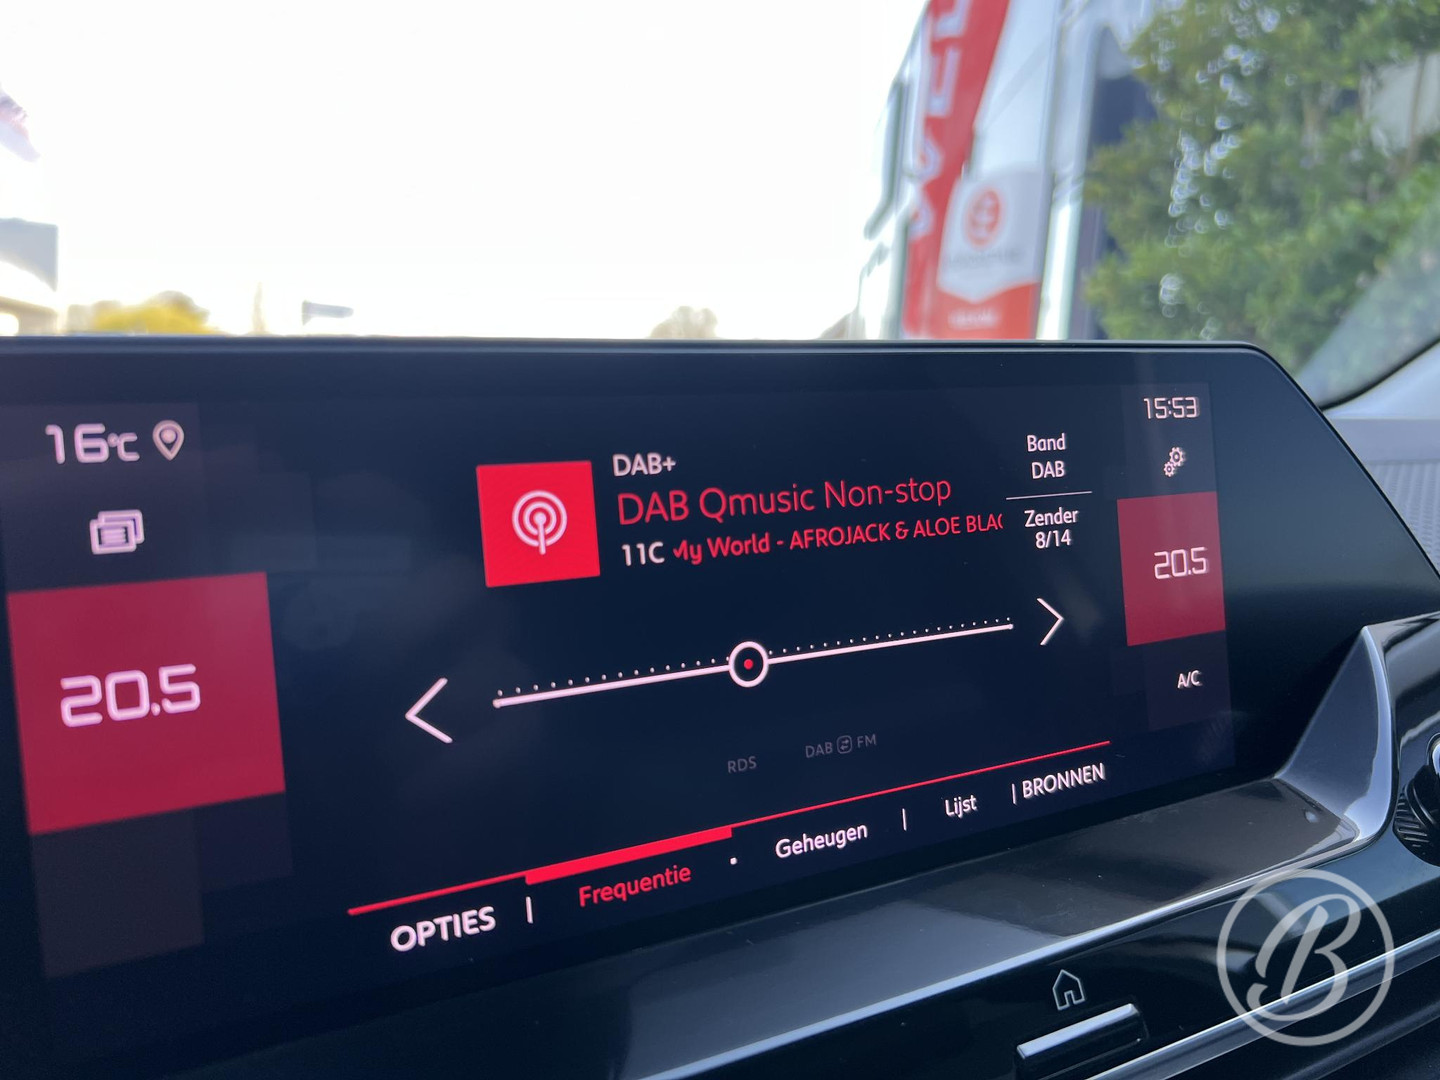 16°C
15:53
DAB+
DAB Qmusic Non-stop
11C My World - AFROJACK & ALOE BLAC
Band
DAB
Zender
8/14
20.5
20.5
A/C
RDS
DAB FM
OPTIES | Frequentie . Geheugen | Lijst | BRONNEN
B